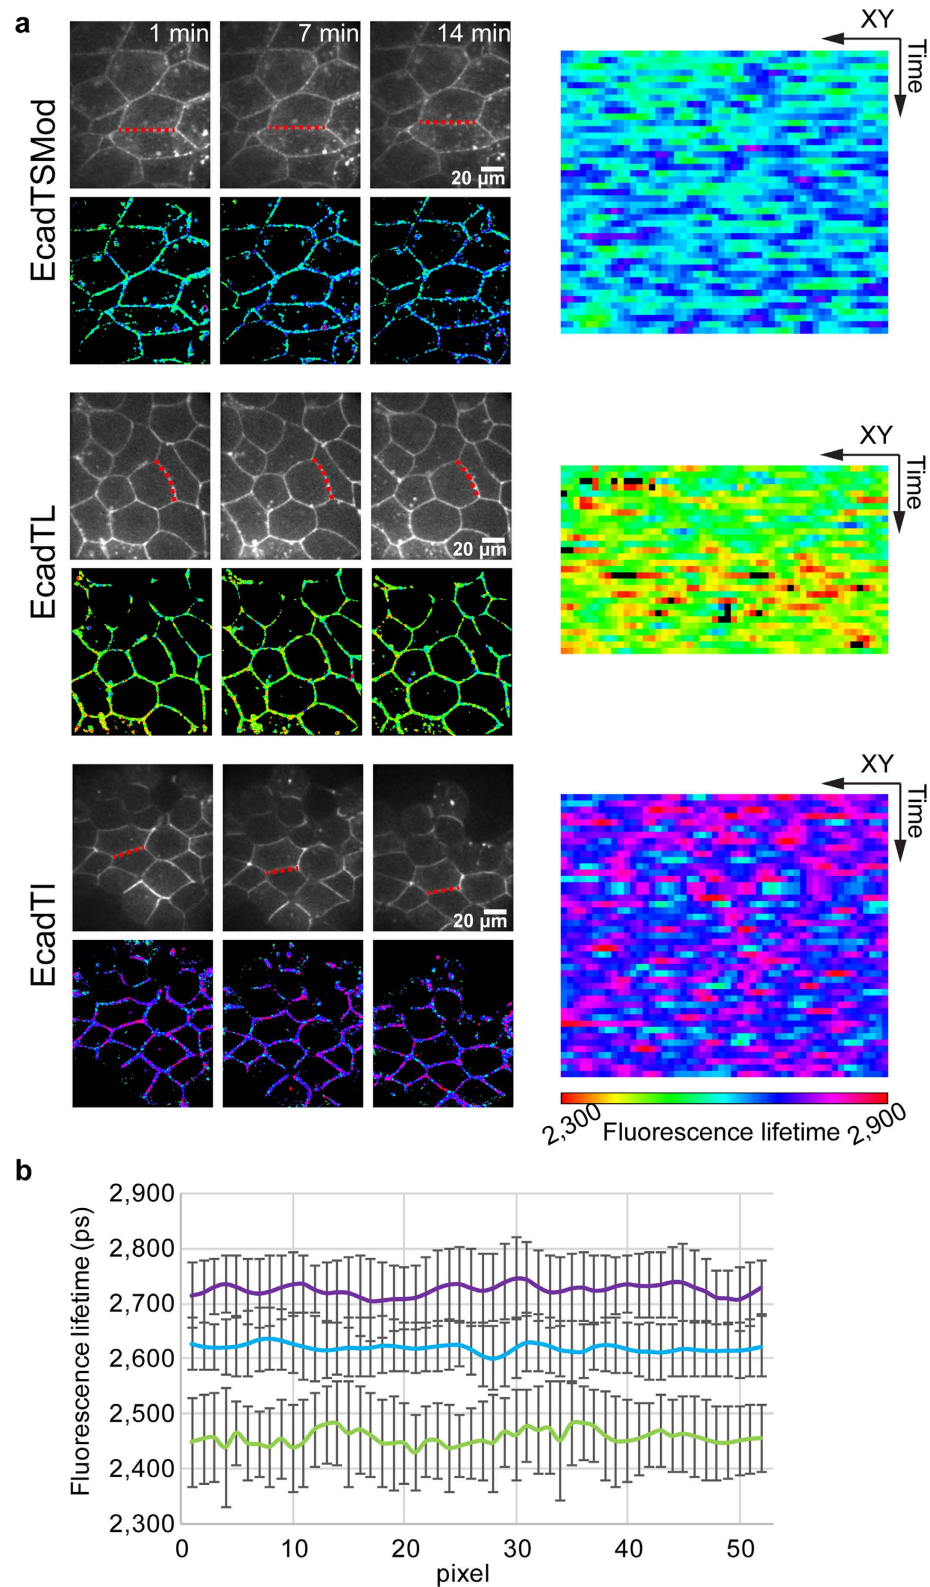 a
1 min
7 min
14 min
XY
Time
EcadTSMod
20 µm
XY
Time
EcadTL
20 µm
XY
Time
EcadTI
20 µm
2,300
Fluorescence lifetime
2,900
b
2,900
2,800
2,700
2,600
2,500
2,400
2,300
Fluorescence lifetime (ps)
0 10 20 30 40 50
pixel